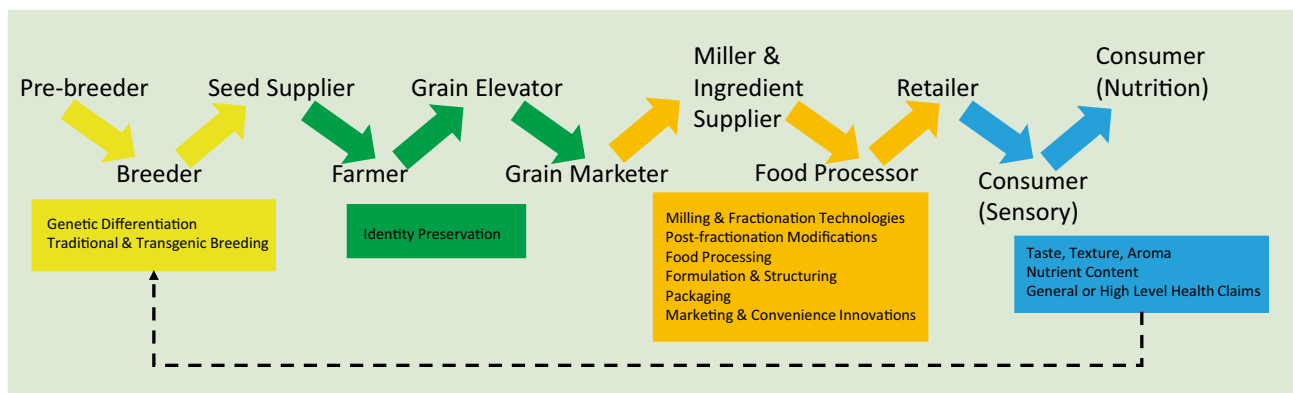 Pre-breeder
Breeder
Seed Supplier
Farmer
Grain Elevator
Grain Marketer
Miller &
Ingredient
Supplier
Food Processor
Retailer
Consumer
(Sensory)
Consumer
(Nutrition)
Genetic Differentiation
Traditional & Transgenic Breeding
Identity Preservation
Milling & Fractionation Technologies
Post-fractionation Modifications
Food Processing
Formulation & Structuring
Packaging
Marketing & Convenience Innovations
Taste, Texture, Aroma
Nutrient Content
General or High Level Health Claims